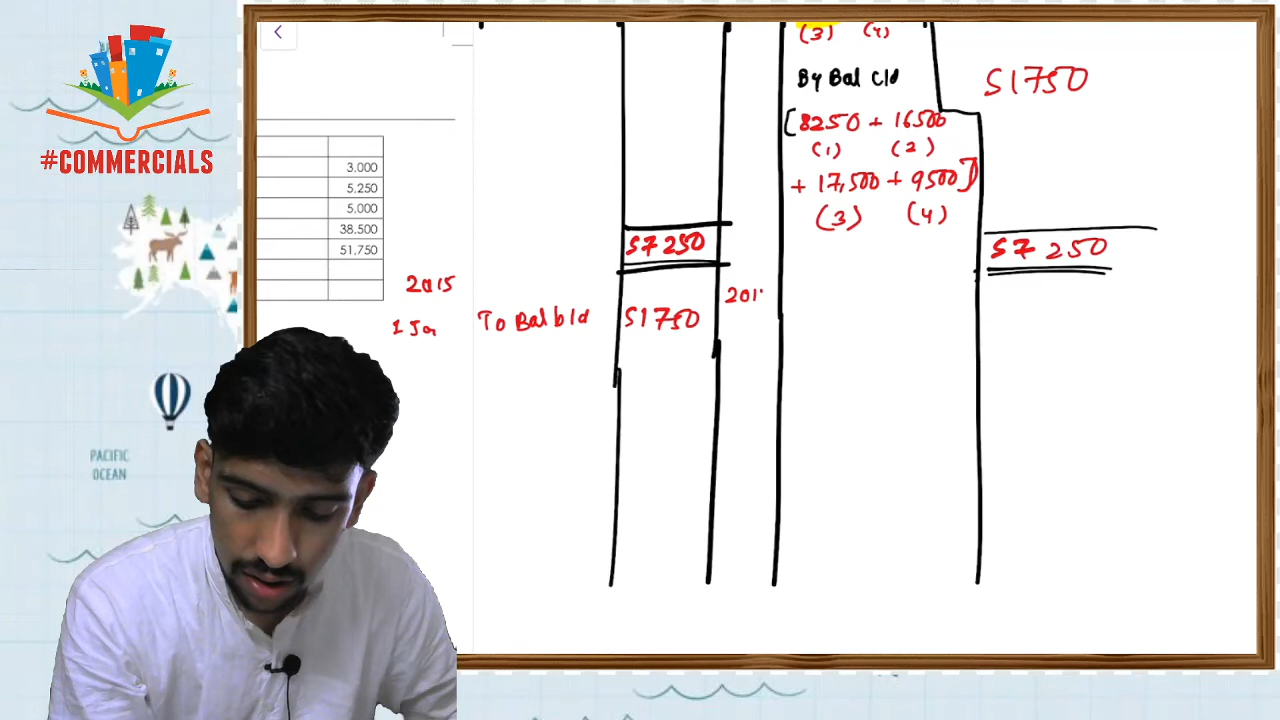 #COMMERCIALS
PACIFIC
OCEAN
3,000
5,250
5,000
38,500
51,750
2015
1 Jan
To Bal b/d
51750
57250
201
(3) (4)
By Bal c/d
51750
[8250 + 16500
(1) (2)
+ 17,500 + 9500]
(3) (4)
57250